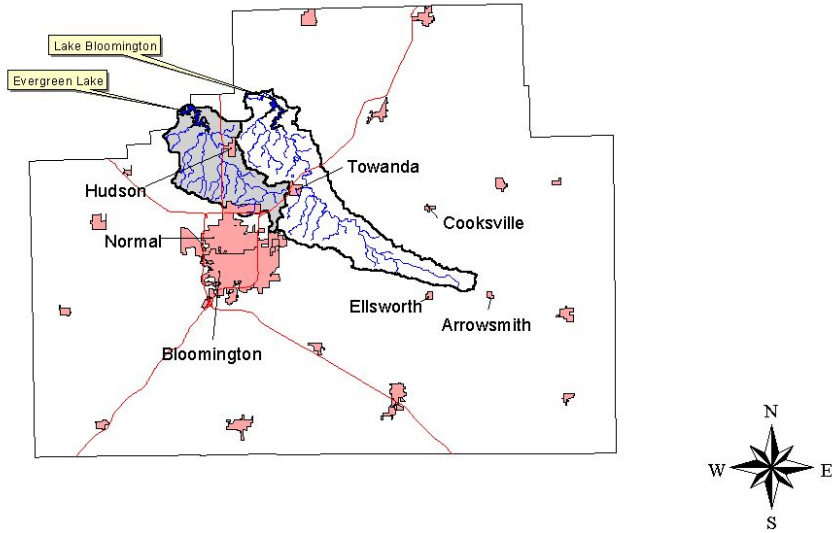 Lake Bloomington
Evergreen Lake
Towanda
Hudson
Cooksville
Normal
Ellsworth
Arrowsmith
Bloomington
N
W
E
S